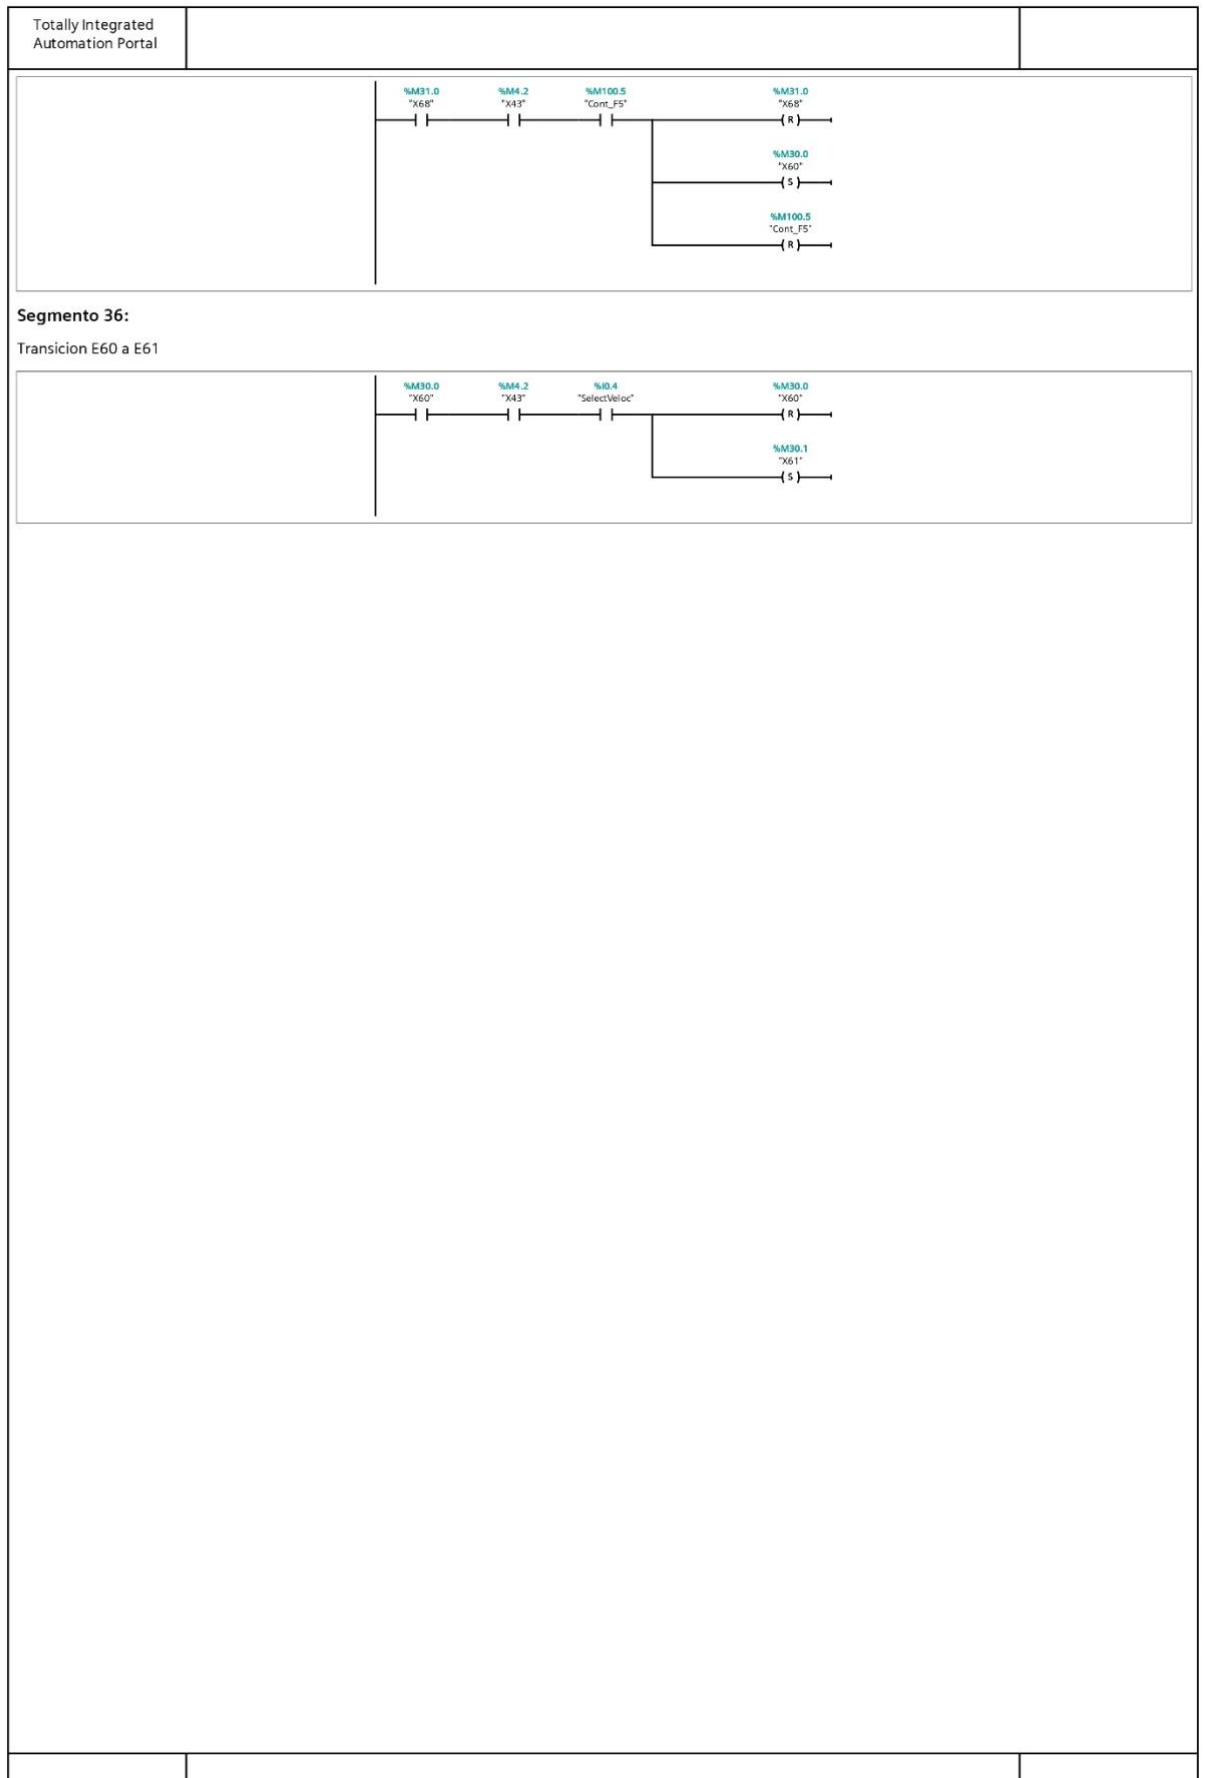 Totally Integrated
Automation Portal
%M31.0 %M4.2 %M100.5 %M31.0
"X68" "X43" "Cont_F5" "X68"
R
%M30.0
"X60"
S
%M100.5
"Cont_F5"
R
Segmento 36:
Transicion E60 a E61
%M30.0 %M4.2 %I0.4 %M30.0
"X60" "X43" "SelectVeloc" "X60"
R
%M30.1
"X61"
S